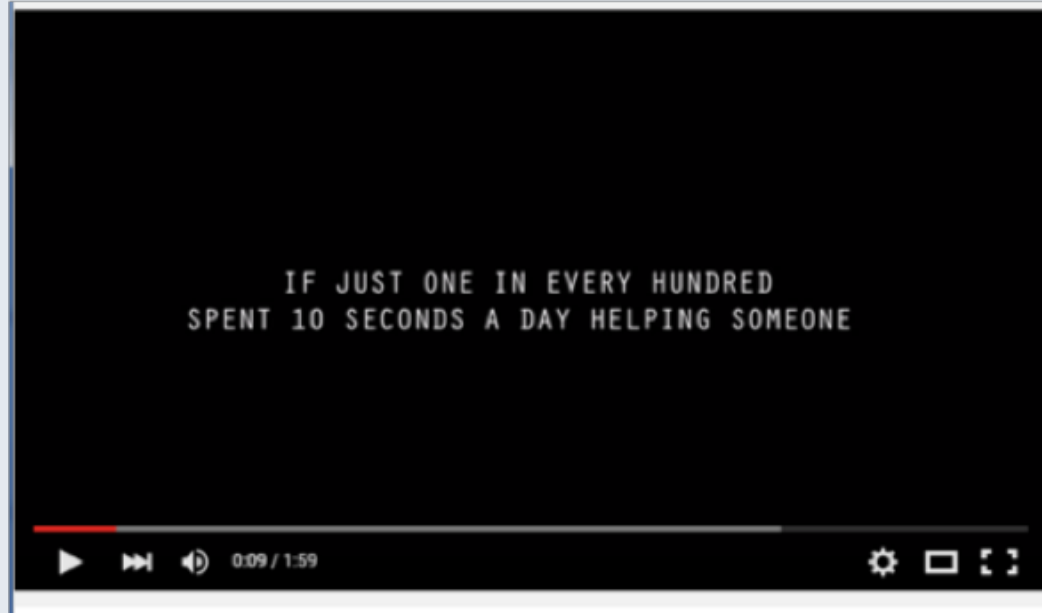 IF JUST ONE IN EVERY HUNDRED
SPENT 10 SECONDS A DAY HELPING SOMEONE
0:09 / 1:59